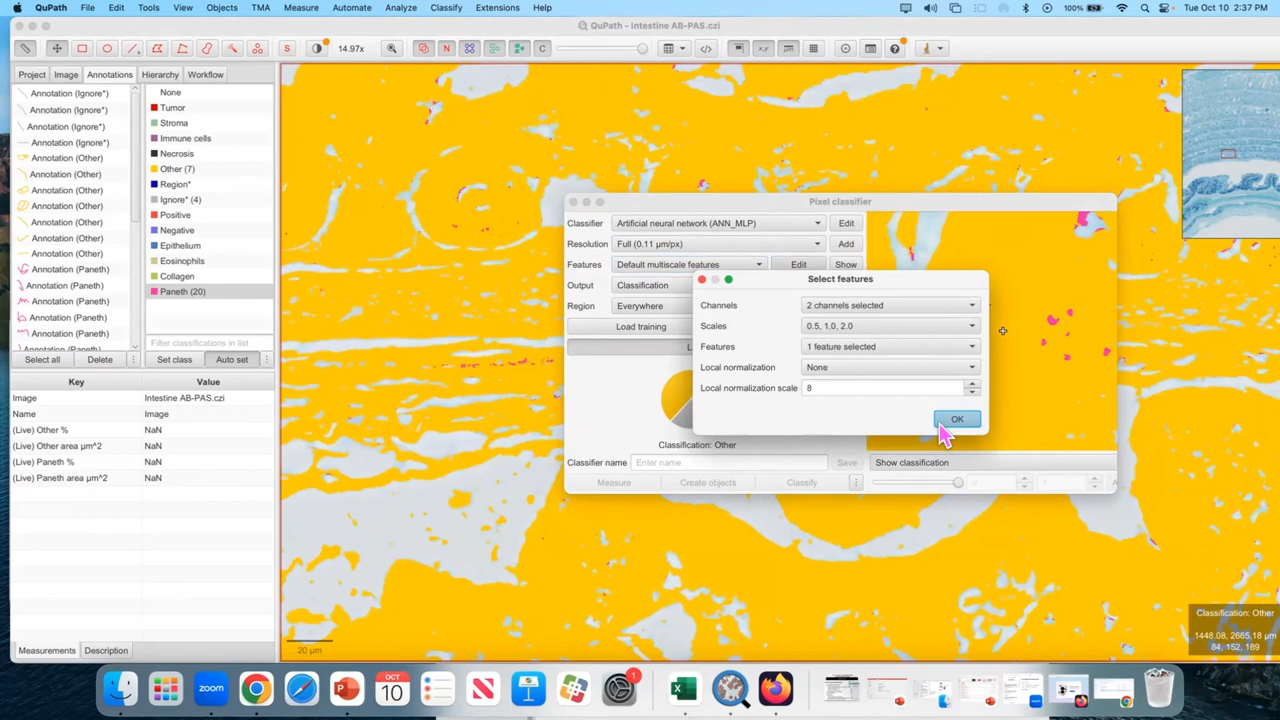 QuPath File Edit Tools View Objects TMA Measure Automate Analyze Classify Extensions Help 100% Tue Oct 10 2:37 PM
QuPath - Intestine AB-PAS.czi
S 14.97x N C x,y
Project Image Annotations Hierarchy Workflow
Annotation (Ignore*)
Annotation (Ignore*)
Annotation (Ignore*)
Annotation (Ignore*)
Annotation (Other)
Annotation (Other)
Annotation (Other)
Annotation (Other)
Annotation (Other)
Annotation (Other)
Annotation (Other)
Annotation (Paneth)
Annotation (Paneth)
Annotation (Paneth)
Annotation (Paneth)
Annotation (Paneth)
Select all Delete
None
Tumor
Stroma
Immune cells
Necrosis
Other (7)
Region*
Ignore* (4)
Positive
Negative
Epithelium
Eosinophils
Collagen
Paneth (20)
Filter classifications in list
Set class Auto set
Key Value
Image Intestine AB-PAS.czi
Name Image
(Live) Other % NaN
(Live) Other area µm^2 NaN
(Live) Paneth % NaN
(Live) Paneth area µm^2 NaN
Measurements Description
Pixel classifier
Classifier Artificial neural network (ANN_MLP) Edit
Resolution Full (0.11 µm/px) Add
Features Default multiscale features Edit Show
Output Classification
Region Everywhere
Load training
L
Classification: Other
Classifier name Enter name Save Show classification
Measure Create objects Classify 0 1
Select features
Channels 2 channels selected
Scales 0.5, 1.0, 2.0
Features 1 feature selected
Local normalization None
Local normalization scale 8
OK
20 µm
Classification: Other
1448.08, 2665.18 µm
84, 152, 189
zoom
OCT
10
1